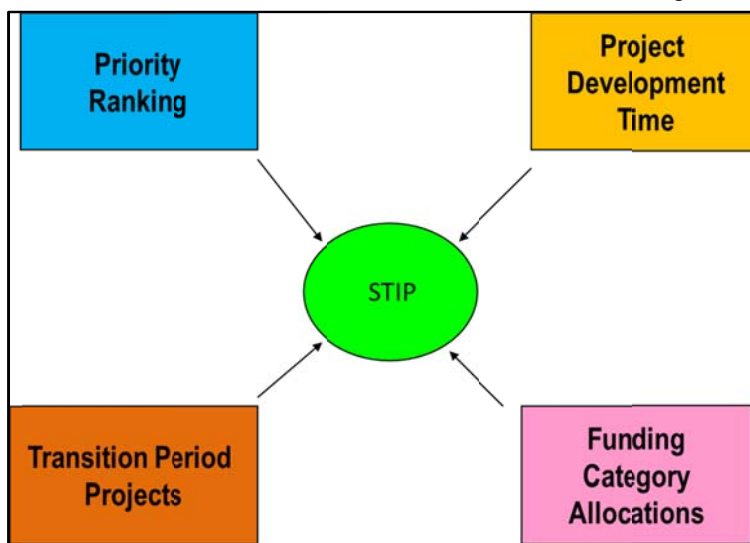 Priority
Ranking
Project
Development
Time
STIP
Transition Period
Projects
Funding
Category
Allocations